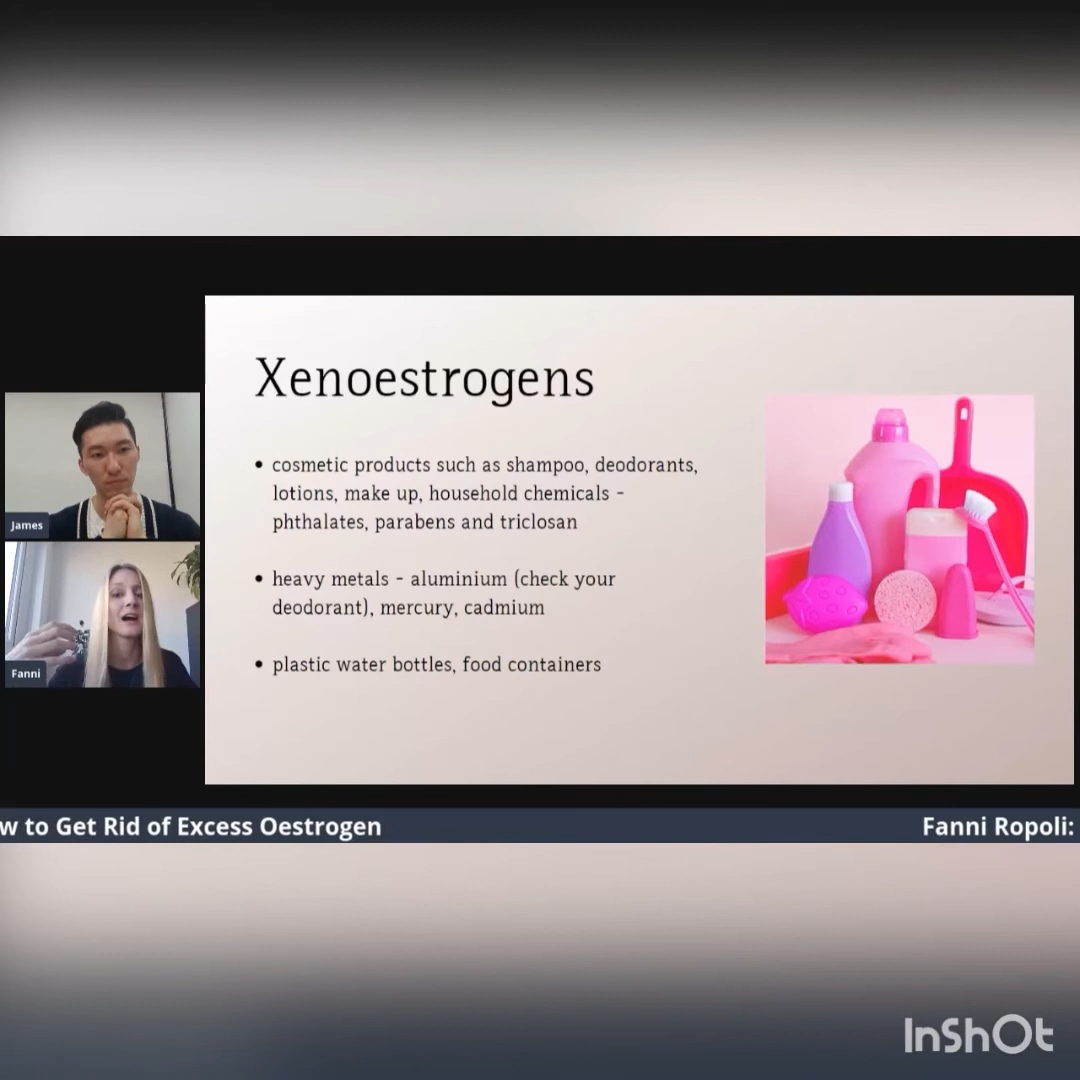 Xenoestrogens
• cosmetic products such as shampoo, deodorants,
lotions, make up, household chemicals -
phthalates, parabens and triclosan
• heavy metals - aluminium (check your
deodorant), mercury, cadmium
• plastic water bottles, food containers
James
Fanni
w to Get Rid of Excess Oestrogen
Fanni Ropoli:
InShOt